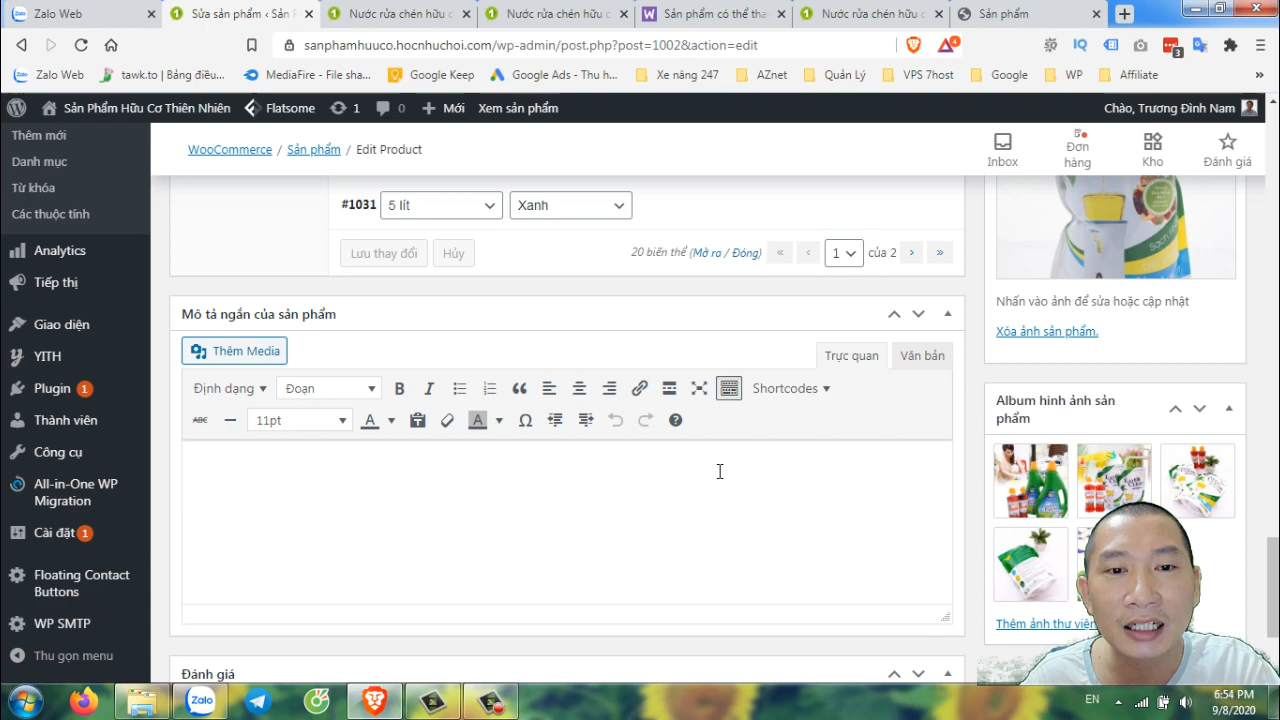 Zalo Web
Sửa sản phẩm ‹ Sản
Nước rửa chén hữu c
Nước rửa chén hữu c
Sản phẩm có thể tha
Nước rửa chén hữu c
Sản phẩm
sanphamhuuco.hoinhuchoi.com/wp-admin/post.php?post=1002&action=edit
4
IQ
3
Zalo Web
tawk.to | Bảng điều...
MediaFire - File sha...
Google Keep
Google Ads - Thu h...
Xe nâng 247
AZnet
Quản Lý
VPS 7host
Google
WP
Affiliate
»
Sản Phẩm Hữu Cơ Thiên Nhiên
Flatsome
1
0
Mới
Xem sản phẩm
Chào, Trương Đình Nam
Thêm mới
Danh mục
Từ khóa
Các thuộc tính
Analytics
Tiếp thị
Giao diện
YITH
Plugin 1
Thành viên
Công cụ
All-in-One WP
Migration
Cài đặt 1
Floating Contact
Buttons
WP SMTP
Thu gọn menu
WooCommerce / Sản phẩm / Edit Product
Inbox
Đơn
hàng
Kho
Đánh giá
#1031 5 lít Xanh
Lưu thay đổi
Hủy
20 biến thể (Mở ra / Đóng) « ‹ 1 của 2 › »
Mô tả ngắn của sản phẩm
Thêm Media
Trực quan
Văn bản
Định dạng
Đoạn
B I
Shortcodes
ABC
11pt
A
A
Ω
Đánh giá
Nhấn vào ảnh để sửa hoặc cập nhật
Xóa ảnh sản phẩm.
Album hình ảnh sản
phẩm
Thêm ảnh thư viện
Zalo
EN
6:54 PM
9/8/2020